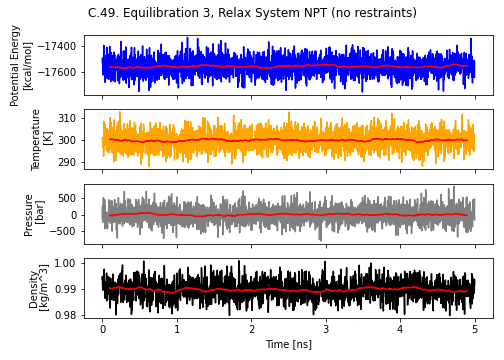 C.49. Equilibration 3, Relax System NPT (no restraints)
Potential Energy
[kcal/mol]
−17400
−17600
Temperature
[K]
310
300
290
Pressure
[bar]
500
0
−500
Density
[kg/m^3]
1.00
0.99
0.98
0 1 2 3 4 5
Time [ns]